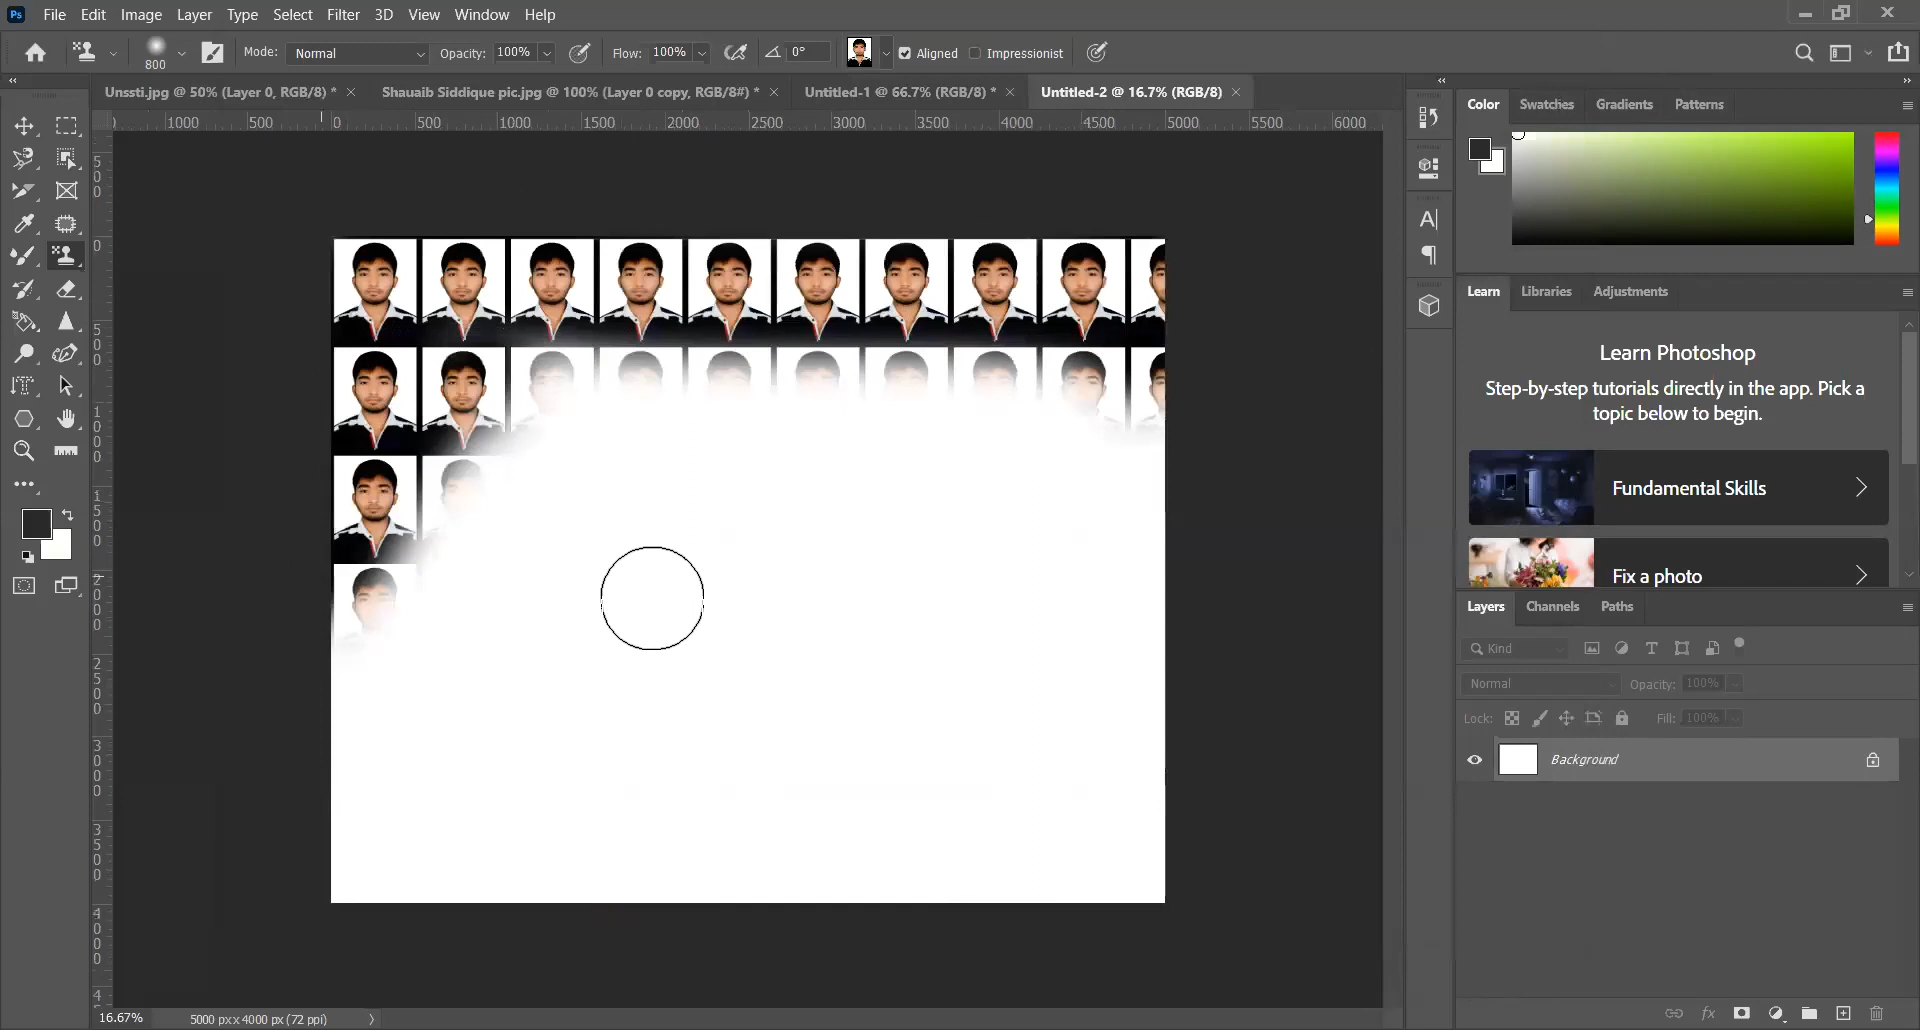 Ps File Edit Image Layer Type Select Filter 3D View Window Help
800 Mode: Normal Opacity: 100% Flow: 100% 0° Aligned Impressionist
Unssti.jpg @ 50% (Layer 0, RGB/8) * Shauaib Siddique pic.jpg @ 100% (Layer 0 copy, RGB/8#) * Untitled-1 @ 66.7% (RGB/8) * Untitled-2 @ 16.7% (RGB/8)
1000 500 0 500 1000 1500 2000 2500 3000 3500 4000 4500 5000 5500 6000
Color Swatches Gradients Patterns
Learn Libraries Adjustments
Learn Photoshop
Step-by-step tutorials directly in the app. Pick a
topic below to begin.
Fundamental Skills
Fix a photo
Layers Channels Paths
Kind
Normal Opacity: 100%
Lock: Fill: 100%
Background
16.67% 5000 px x 4000 px (72 ppi)